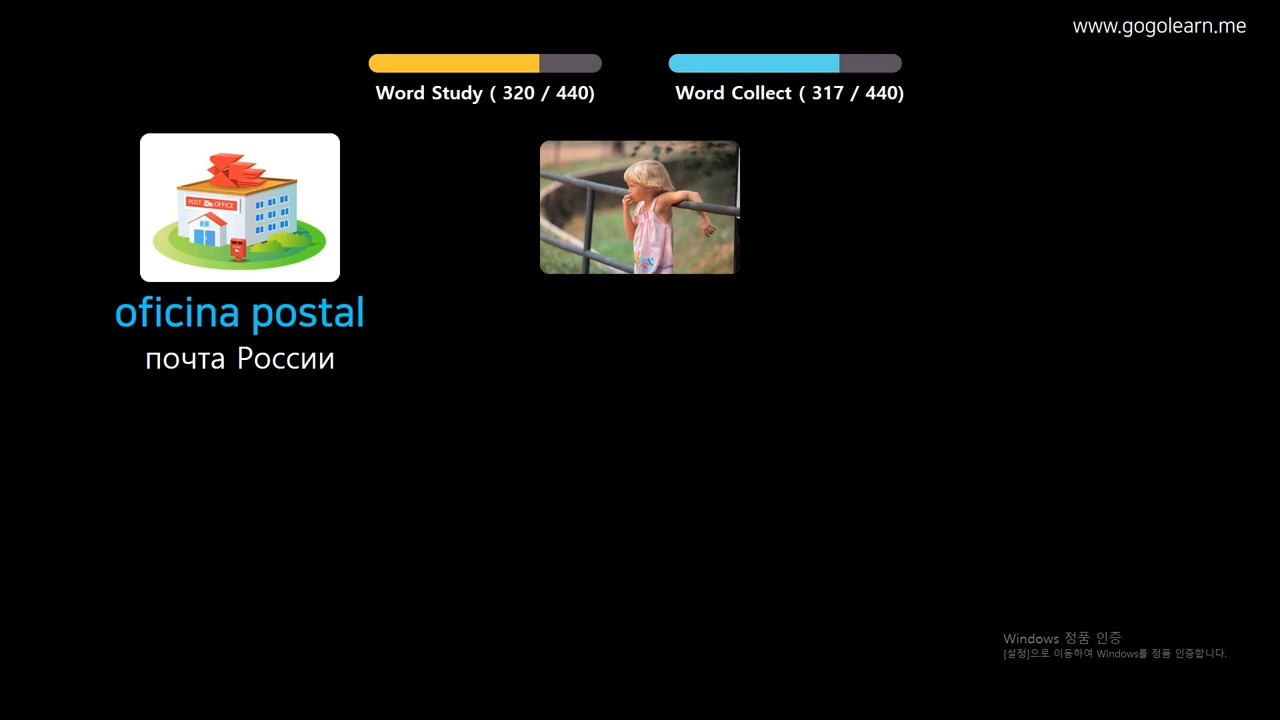 www.gogolearn.me
Word Study ( 320 / 440)
Word Collect ( 317 / 440)
POST OFFICE
oficina postal
почта России
Windows 정품 인증
[설정]으로 이동하여 Windows를 정품 인증합니다.